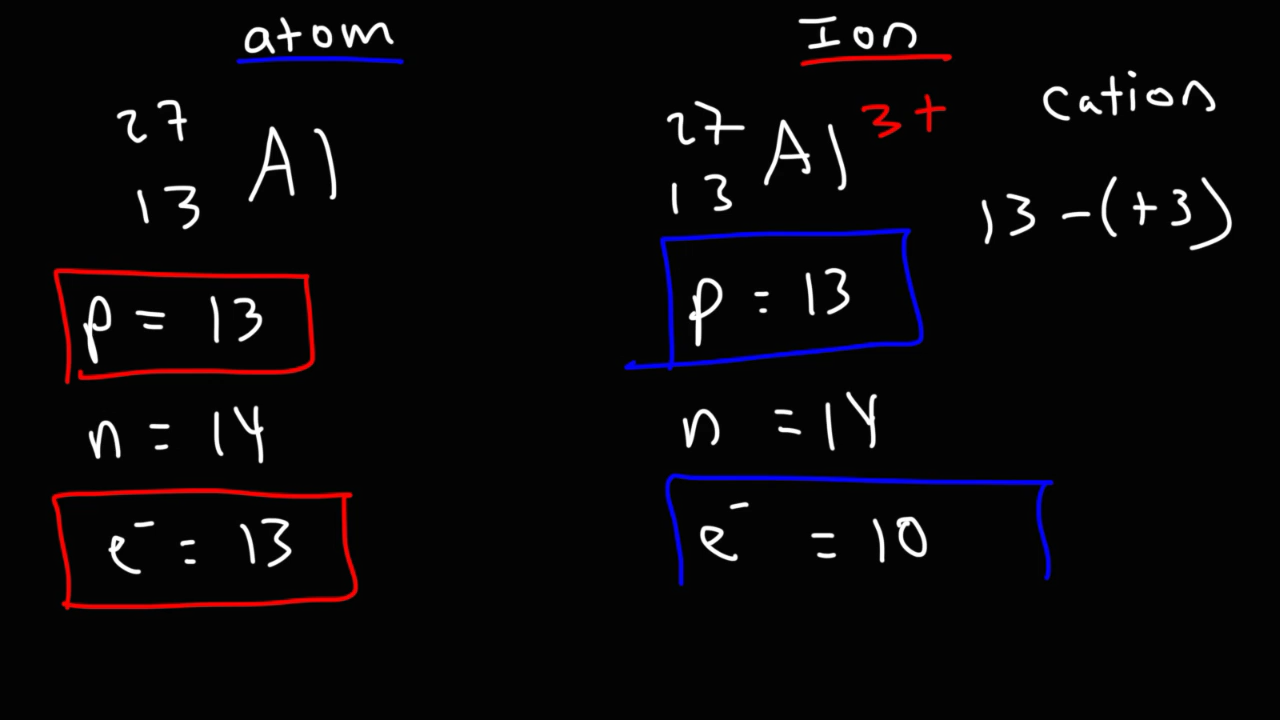 atom
27
13 Al
p = 13
n = 14
e⁻ = 13
Ion
27
13 Al 3+
p = 13
n = 14
e⁻ = 10
cation
13 - (+3)